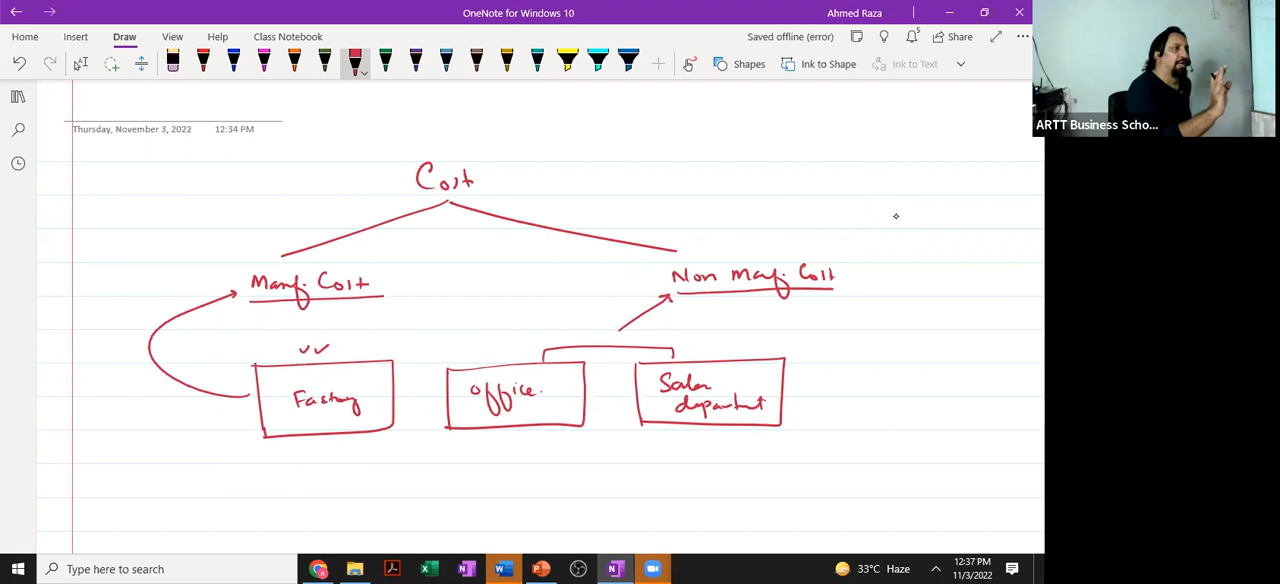 OneNote for Windows 10
Ahmed Raza
Home Insert Draw View Help Class Notebook
Saved offline (error)
Share
Shapes
Ink to Shape
Ink to Text
ARTT Business Scho...
Thursday, November 3, 2022 12:34 PM
Cost
Manf. Cost
Non Manf. Cost
Factory
office.
Sales
department
Type here to search
33°C Haze
12:37 PM
11/3/2022